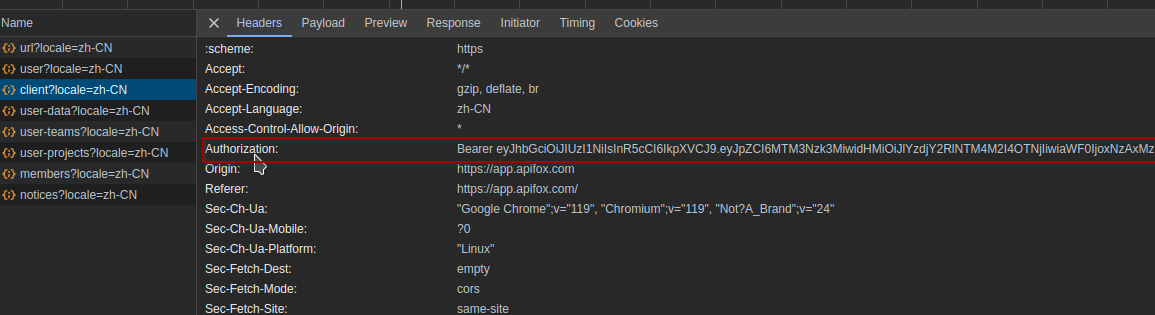 Name
Headers Payload Preview Response Initiator Timing Cookies
url?locale=zh-CN
user?locale=zh-CN
client?locale=zh-CN
user-data?locale=zh-CN
user-teams?locale=zh-CN
user-projects?locale=zh-CN
members?locale=zh-CN
notices?locale=zh-CN
:scheme: https
Accept: */*
Accept-Encoding: gzip, deflate, br
Accept-Language: zh-CN
Access-Control-Allow-Origin: *
Authorization: Bearer
Origin: https://app.apifox.com
Referer: https://app.apifox.com/
Sec-Ch-Ua: "Google Chrome";v="119", "Chromium";v="119", "Not?A_Brand";v="24"
Sec-Ch-Ua-Mobile: ?0
Sec-Ch-Ua-Platform: "Linux"
Sec-Fetch-Dest: empty
Sec-Fetch-Mode: cors
Sec-Fetch-Site: same-site